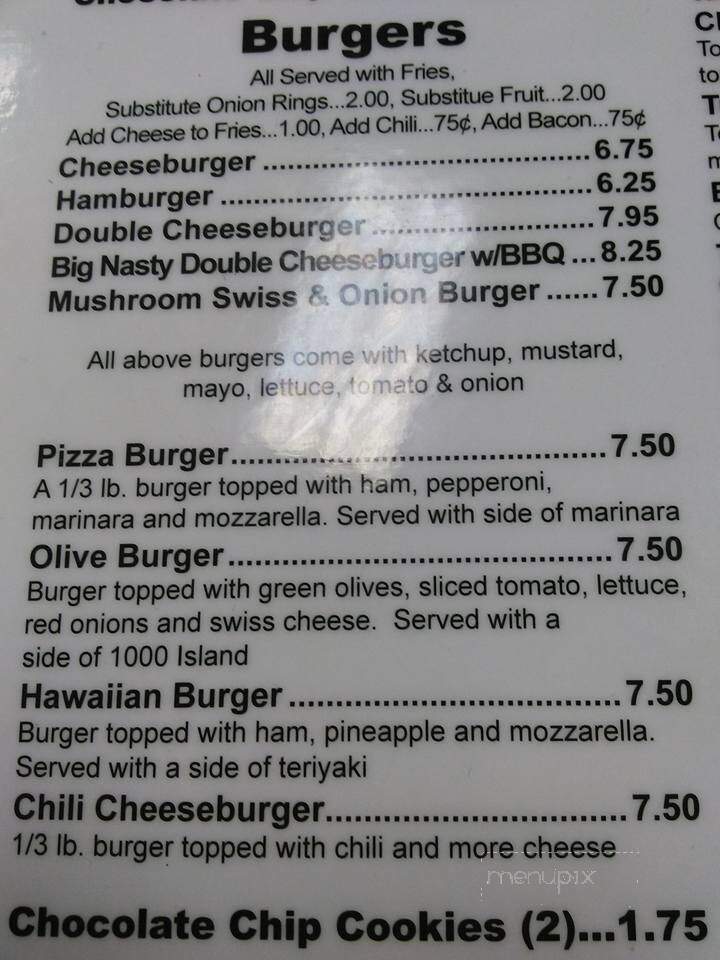 Burgers
All Served with Fries,
Substitute Onion Rings...2.00, Substitue Fruit...2.00
Add Cheese to Fries...1.00, Add Chili...75¢, Add Bacon...75¢
Cheeseburger ....................................6.75
Hamburger ........................................6.25
Double Cheeseburger.........................7.95
Big Nasty Double Cheeseburger w/BBQ ...8.25
Mushroom Swiss & Onion Burger ......7.50
All above burgers come with ketchup, mustard,
mayo, lettuce, tomato & onion
Pizza Burger.......................................7.50
A 1/3 lb. burger topped with ham, pepperoni,
marinara and mozzarella. Served with side of marinara
Olive Burger........................................7.50
Burger topped with green olives, sliced tomato, lettuce,
red onions and swiss cheese. Served with a
side of 1000 Island
Hawaiian Burger ...................................7.50
Burger topped with ham, pineapple and mozzarella.
Served with a side of teriyaki
Chili Cheeseburger................................7.50
1/3 lb. burger topped with chili and more cheese
menupix
Chocolate Chip Cookies (2)...1.75